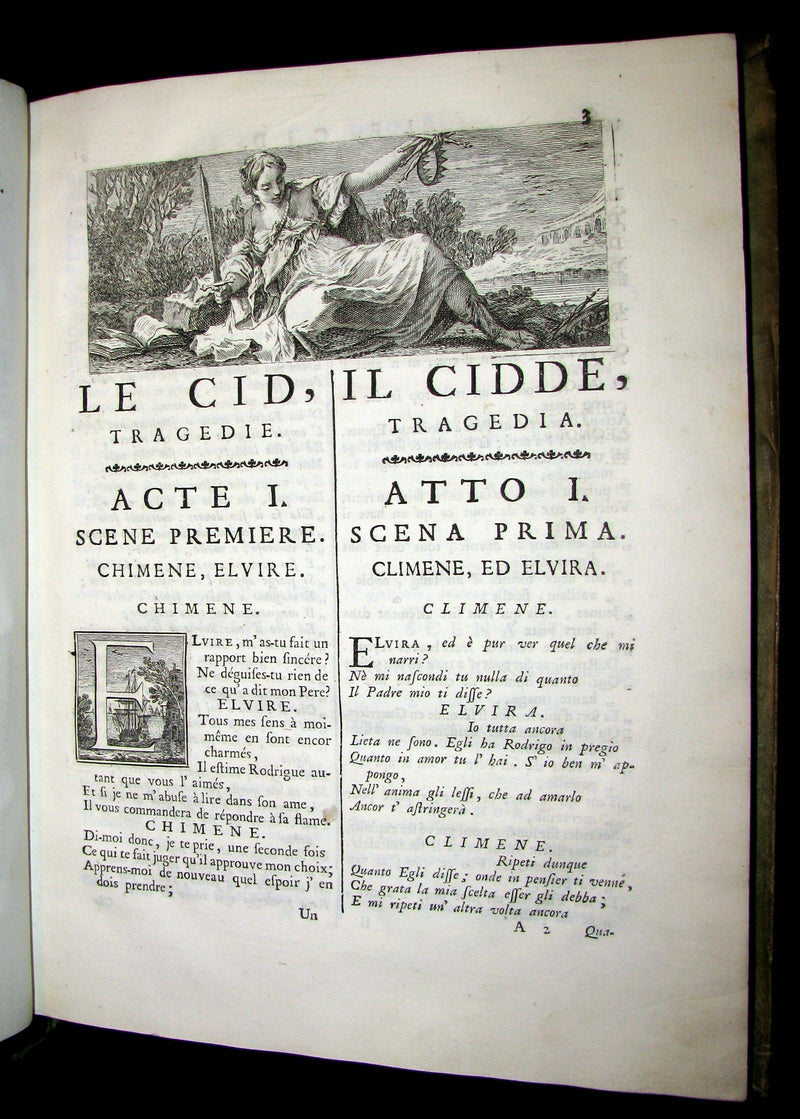 3
LE CID,
TRAGEDIE.
ACTE I.
SCENE PREMIERE.
CHIMENE, ELVIRE.
CHIMENE.
ELVIRE, m'as-tu fait un
rapport bien sincére?
Ne déguiſes-tu rien de
ce qu'a dit mon Pere?
ELVIRE.
Tous mes ſens à moi-
même en ſont encor
charmés,
Il eſtime Rodrigue au-
tant que vous l'aimés,
Et ſi je ne m'abuſe à lire dans ſon ame,
Il vous commandera de répondre à ſa flame.
CHIMENE.
Di-moi donc, je te prie, une ſeconde fois
Ce qui te fait juger qu'il approuve mon choix;
Apprens-moi de nouveau quel eſpoir j'en
dois prendre;
Un
IL CIDDE,
TRAGEDIA.
ATTO I.
SCENA PRIMA.
CLIMENE, ED ELVIRA.
CLIMENE.
ELVIRA, ed è pur ver quel che mi
narri?
Nè mi naſcondi tu nulla di quanto
Il Padre mio ti diſſe?
ELVIRA.
Io tutta ancora
Lieta ne ſono. Egli ha Rodrigo in pregio
Quanto in amor tu l'hai. S'io ben m'ap-
pongo,
Nell'anima gli leſſi, che ad amarlo
Ancor t'aſtringerà.
CLIMENE.
Ripeti dunque
Quanto Egli diſſe; onde in penſier ti venne,
Che grata la mia ſcelta eſſer gli debba;
E mi ripeti un'altra volta ancora
A 2
Qua-